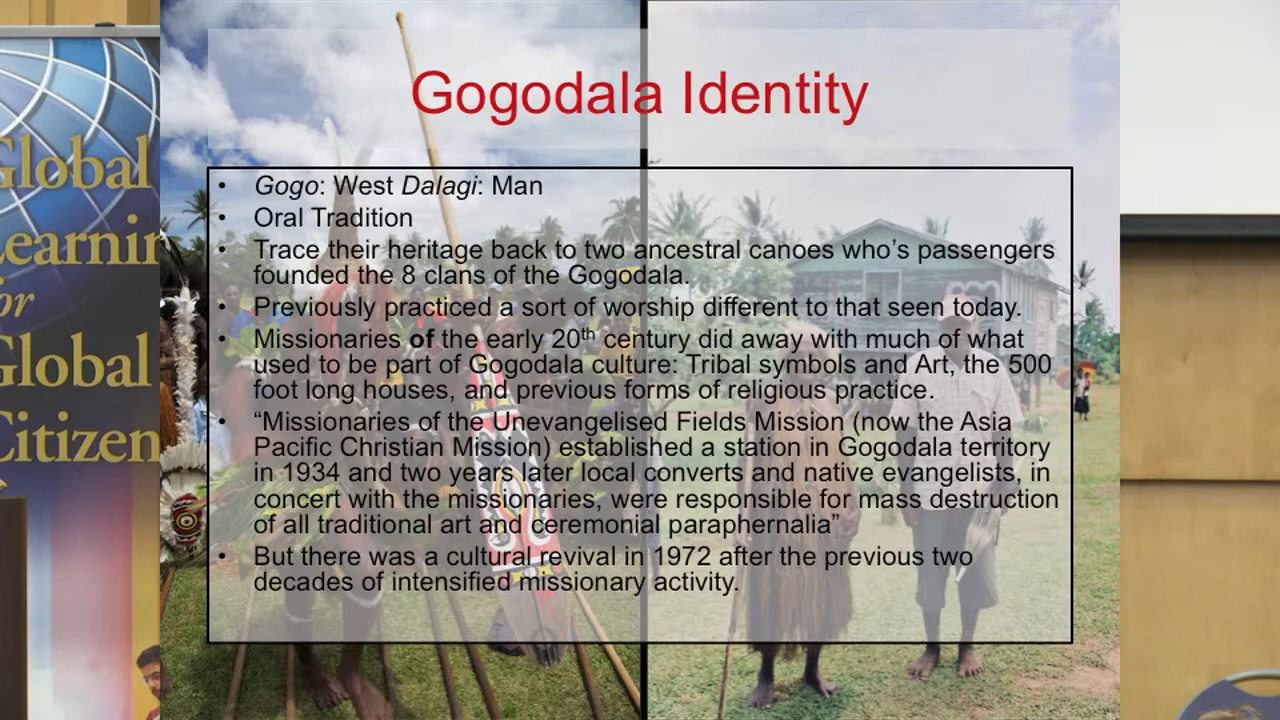 Gogodala Identity
• Gogo: West Dalagi: Man
• Oral Tradition
• Trace their heritage back to two ancestral canoes who's passengers
founded the 8 clans of the Gogodala.
• Previously practiced a sort of worship different to that seen today.
• Missionaries of the early 20th century did away with much of what
used to be part of Gogodala culture: Tribal symbols and Art, the 500
foot long houses, and previous forms of religious practice.
• “Missionaries of the Unevangelised Fields Mission (now the Asia
Pacific Christian Mission) established a station in Gogodala territory
in 1934 and two years later local converts and native evangelists, in
concert with the missionaries, were responsible for mass destruction
of all traditional art and ceremonial paraphernalia”
• But there was a cultural revival in 1972 after the previous two
decades of intensified missionary activity.
Global
Learnin
for
Global
Citizen